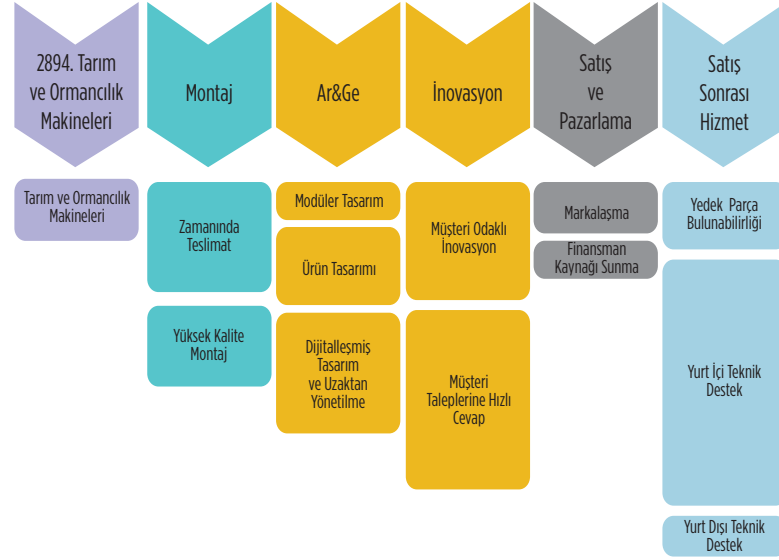 2894. Tarım
ve Ormancılık
Makineleri
Montaj
Ar&Ge
İnovasyon
Satış
ve
Pazarlama
Satış
Sonrası
Hizmet
Tarım ve Ormancılık
Makineleri
Zamanında
Teslimat
Yüksek Kalite
Montaj
Modüler Tasarım
Ürün Tasarımı
Dijitalleşmiş
Tasarım
ve Uzaktan
Yönetilme
Müşteri Odaklı
İnovasyon
Müşteri
Taleplerine Hızlı
Cevap
Markalaşma
Finansman
Kaynağı Sunma
Yedek Parça
Bulunabilirliği
Yurt İçi Teknik
Destek
Yurt Dışı Teknik
Destek